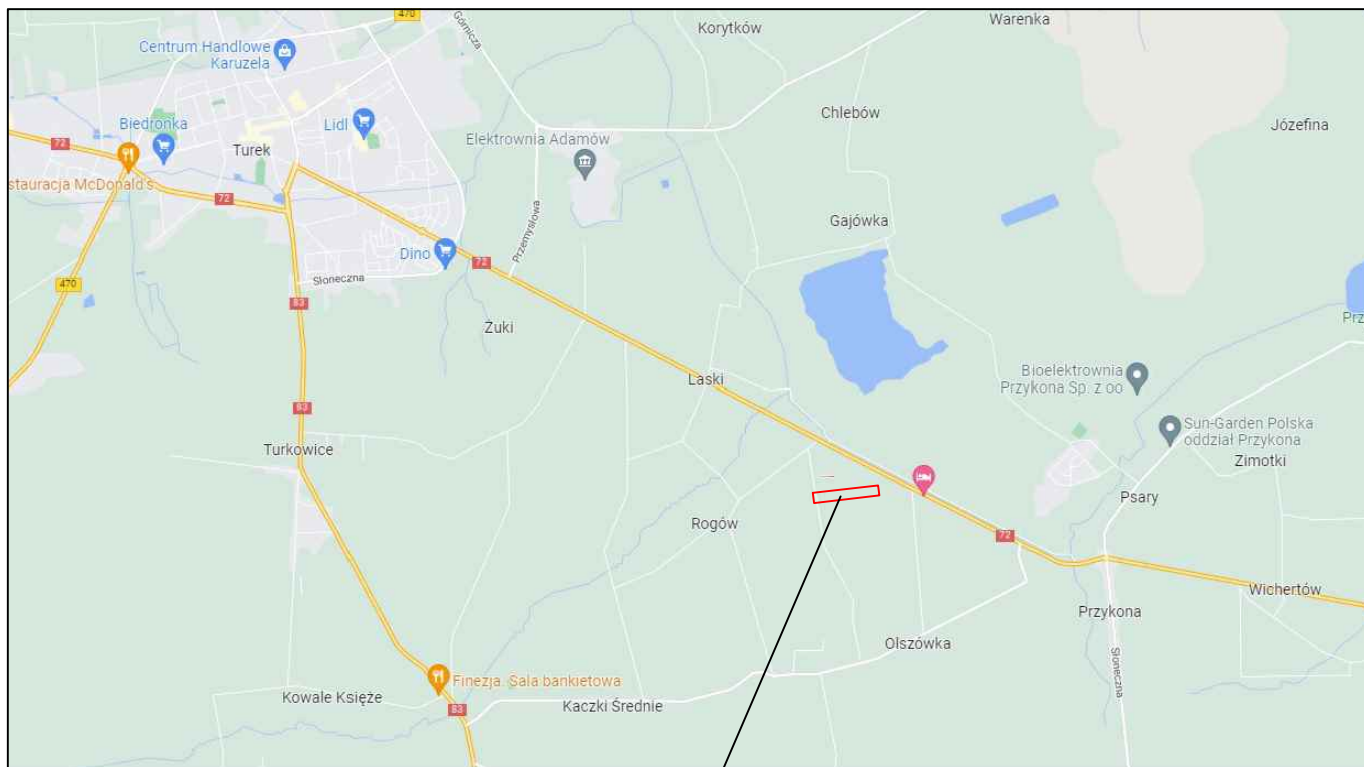 470
Korytków
Warenka
Górnicza
Centrum Handlowe
Karuzela
Chlebów
Biedronka
Lidl
Elektrownia Adamów
Józefina
72
Turek
stauracja McDonald's
72
Gajówka
Przemysłowa
Dino
72
Słoneczna
470
83
Prz
Żuki
Bioelektrownia
Przykona Sp. z oo
Laski
83
Sun-Garden Polska
oddział Przykona
Turkowice
Zimotki
Psary
Rogów
72
Wichertów
Przykona
Olszówka
Słoneczna
Finezja. Sala bankietowa
Kowale Księże
Kaczki Średnie
83